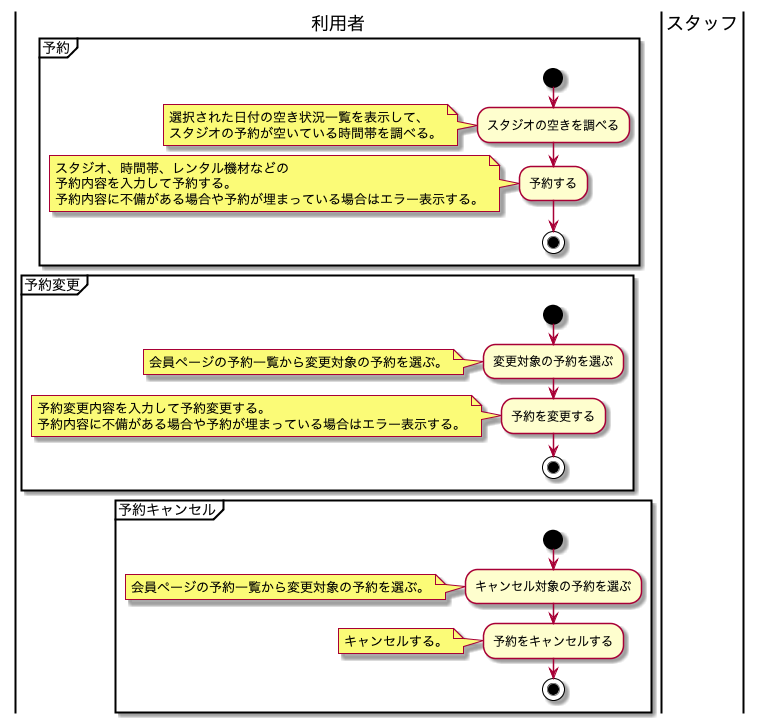 利用者
スタッフ
予約
選択された日付の空き状況一覧を表示して、
スタジオの予約が空いている時間帯を調べる。
スタジオの空きを調べる
スタジオ、時間帯、レンタル機材などの
予約内容を入力して予約する。
予約内容に不備がある場合や予約が埋まっている場合はエラー表示する。
予約する
予約変更
会員ページの予約一覧から変更対象の予約を選ぶ。
変更対象の予約を選ぶ
予約変更内容を入力して予約変更する。
予約内容に不備がある場合や予約が埋まっている場合はエラー表示する。
予約を変更する
予約キャンセル
会員ページの予約一覧から変更対象の予約を選ぶ。
キャンセル対象の予約を選ぶ
キャンセルする。
予約をキャンセルする